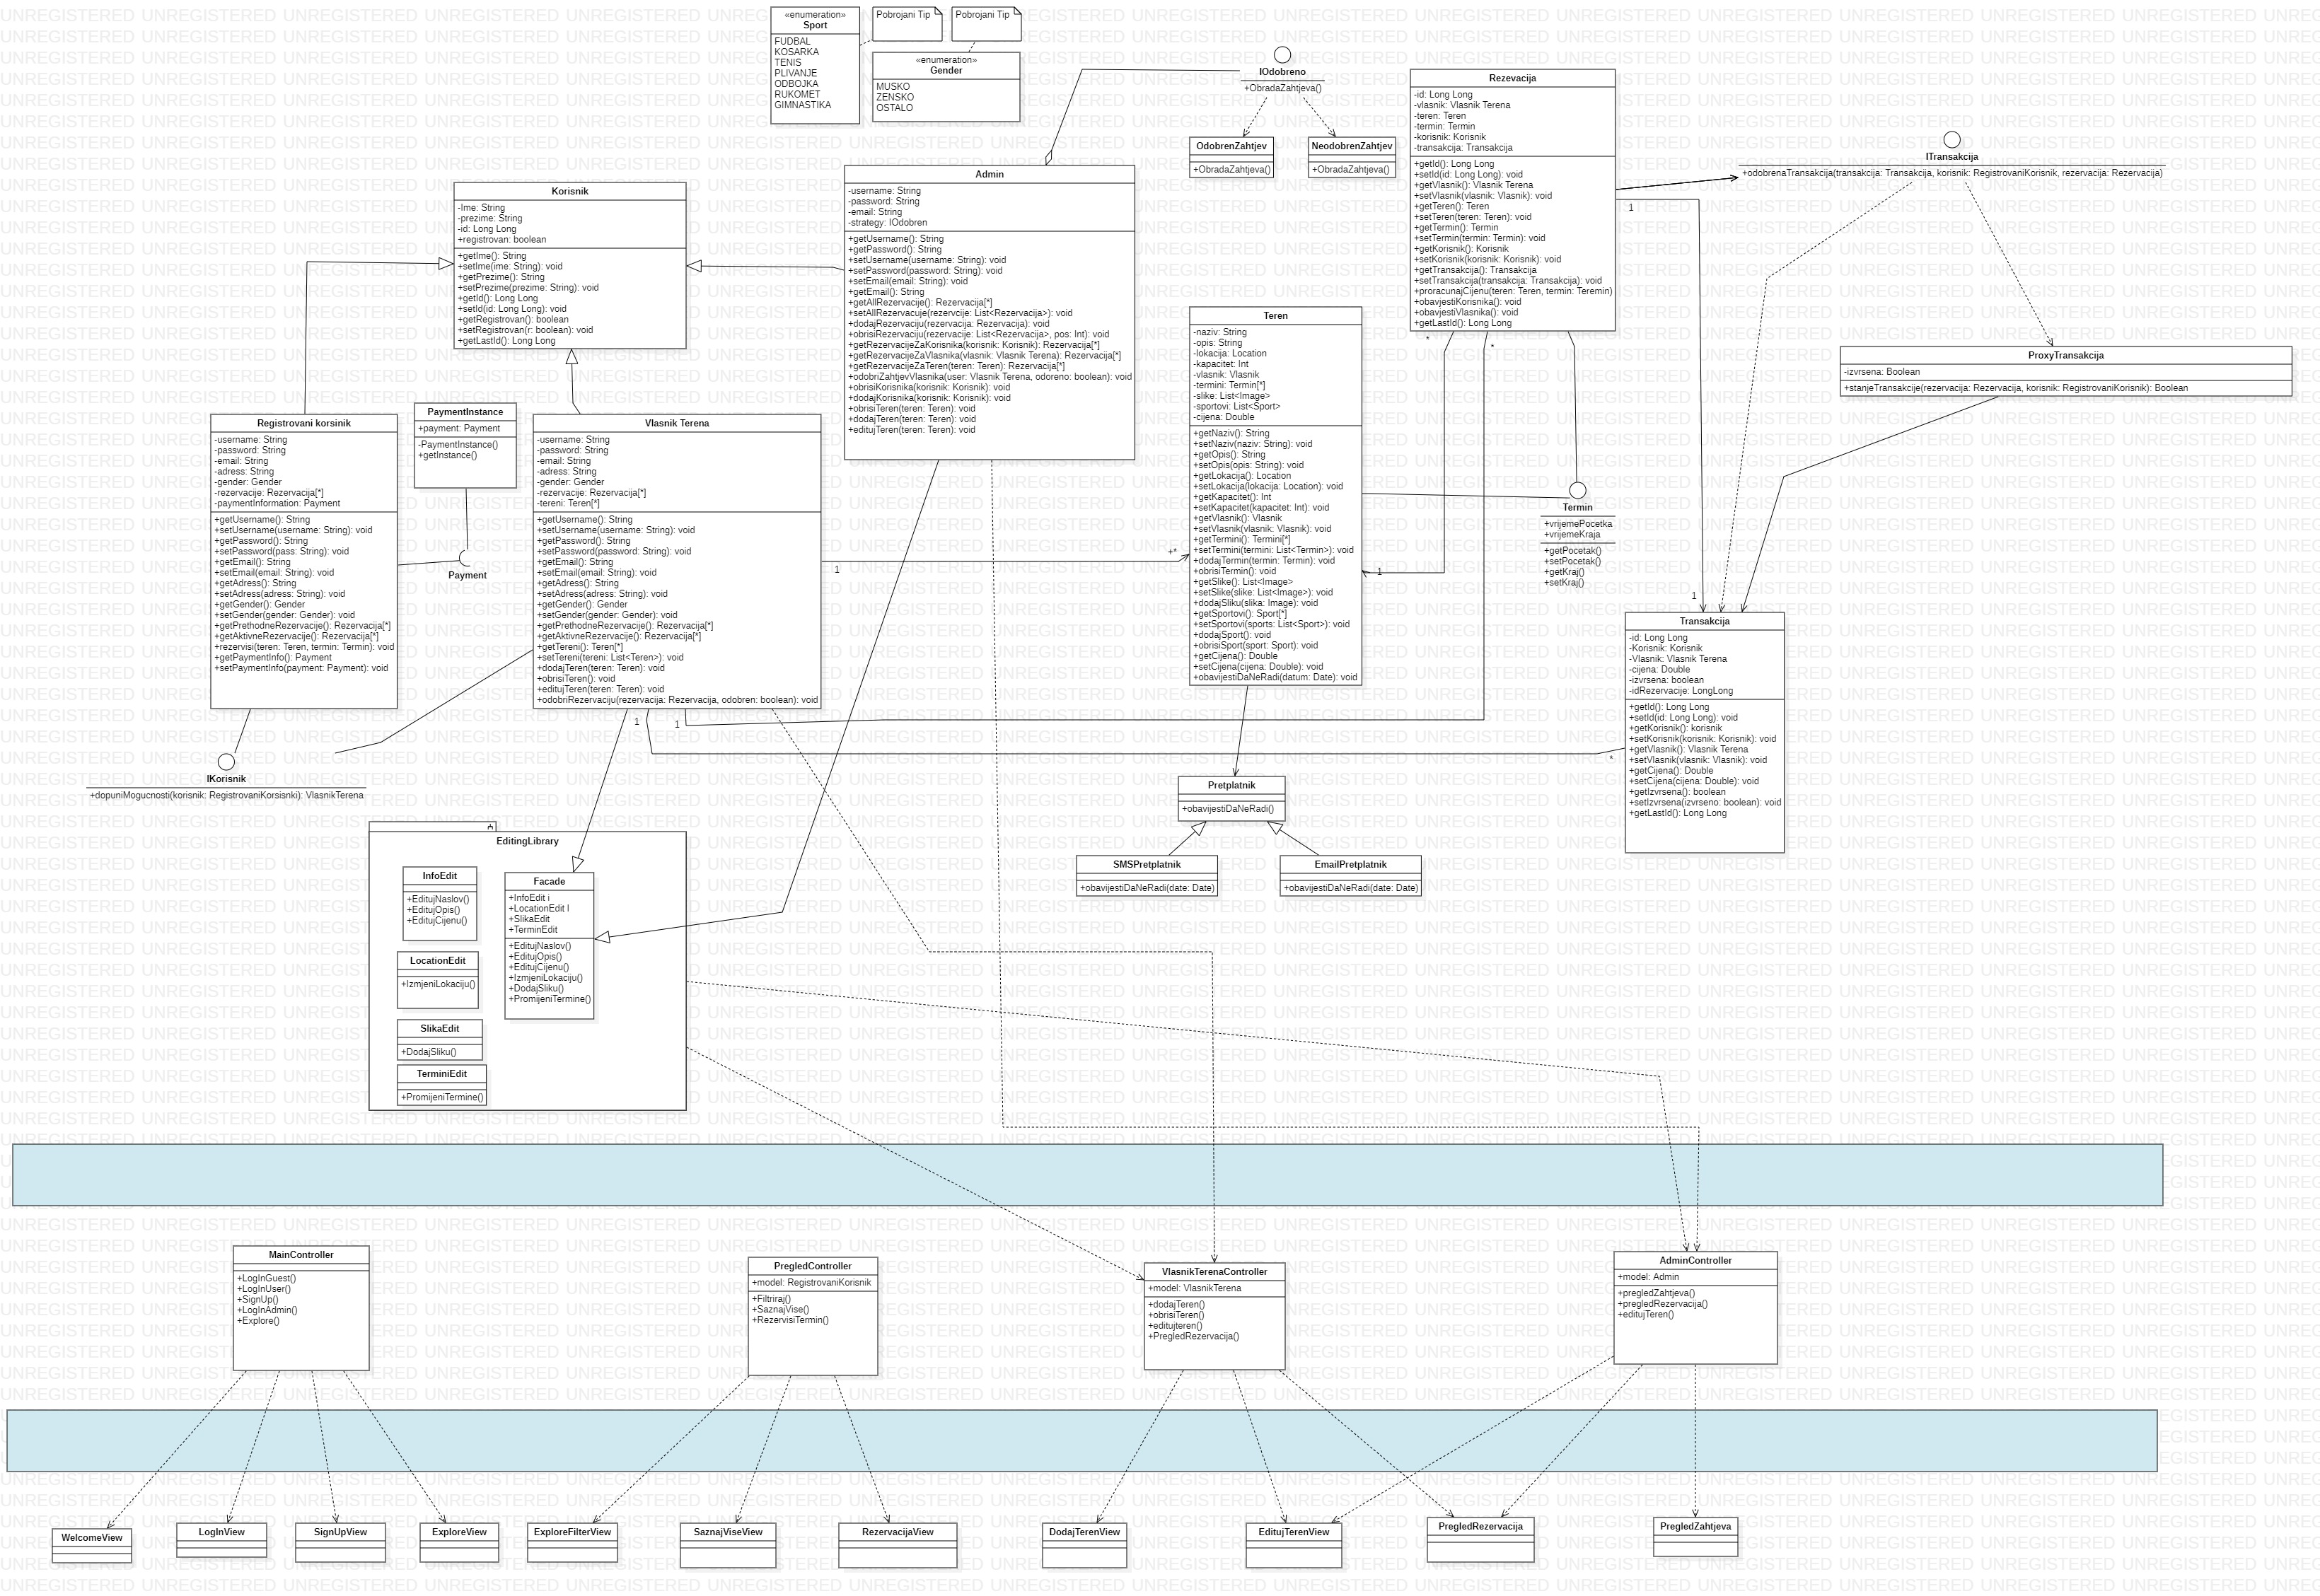 «enumeration»
Sport
FUDBAL
KOSARKA
TENIS
PLIVANJE
ODBOJKA
RUKOMET
GIMNASTIKA
Pobrojani Tip
Pobrojani Tip
«enumeration»
Gender
MUSKO
ZENSKO
OSTALO
IOdobreno
+ObradaZahtjeva()
OdobrenZahtjev
+ObradaZahtjeva()
NeodobrenZahtjev
+ObradaZahtjeva()
Rezevacija
-id: Long Long
-vlasnik: Vlasnik Terena
-teren: Teren
-termin: Termin
-korisnik: Korisnik
-transakcija: Transakcija
+getId(): Long Long
+setId(id: Long Long): void
+getVlasnik(): Vlasnik Terena
+setVlasnik(vlasnik: Vlasnik): void
+getTeren(): Teren
+setTeren(teren: Teren): void
+getTermin(): Termin
+setTermin(termin: Termin): void
+getKorisnik(): Korisnik
+setKorisnik(korisnik: Korisnik): void
+getTransakcija(): Transakcija
+setTransakcija(transakcija: Transakcija): void
+proracunajCijenu(teren: Teren, termin: Teremin)
+obavjestiKorisnika(): void
+obavjestiVlasnika(): void
+getLastId(): Long Long
ITransakcija
+odobrenaTransakcija(transakcija: Transakcija, korisnik: RegistrovaniKorisnik, rezervacija: Rezervacija)
1
Korisnik
-Ime: String
-prezime: String
-id: Long Long
+registrovan: boolean
+getIme(): String
+setIme(ime: String): void
+getPrezime(): String
+setPrezime(prezime: String): void
+getId(): Long Long
+setId(id: Long Long): void
+getRegistrovan(): boolean
+setRegistrovan(r: boolean): void
+getLastId(): Long Long
Admin
-username: String
-password: String
-email: String
-strategy: IOdobren
+getUsername(): String
+getPassword(): String
+setUsername(username: String): void
+setPassword(password: String): void
+setEmail(email: String): void
+getEmail(): String
+getAllRezervacije(): Rezervacija[*]
+setAllRezervacuje(rezervcije: List<Rezervacija>): void
+dodajRezervaciju(rezervacija: Rezervacija): void
+obrisiRezervaciju(rezervacije: List<Rezervacija>, pos: Int): void
+getRezervacijeZaKorisnika(korisnik: Korisnik): Rezervacija[*]
+getRezervacijeZaVlasnika(vlasnik: Vlasnik Terena): Rezervacija[*]
+getRezervacijeZaTeren(teren: Teren): Rezervacija[*]
+odobriZahtjevVlasnika(user: Vlasnik Terena, odoreno: boolean): void
+obrisiKorisnika(korisnik: Korisnik): void
+dodajKorisnika(korisnik: Korisnik): void
+obrisiTeren(teren: Teren): void
+dodajTeren(teren: Teren): void
+editujTeren(teren: Teren): void
Teren
-naziv: String
-opis: String
-lokacija: Location
-kapacitet: Int
-vlasnik: Vlasnik
-termini: Termin[*]
-slike: List<Image>
-sportovi: List<Sport>
-cijena: Double
+getNaziv(): String
+setNaziv(naziv: String): void
+getOpis(): String
+setOpis(opis: String): void
+getLokacija(): Location
+setLokacija(lokacija: Location): void
+getKapacitet(): Int
+setKapacitet(kapacitet: Int): void
+getVlasnik(): Vlasnik
+setVlasnik(vlasnik: Vlasnik): void
+getTermini(): Termini[*]
+setTermini(termini: List<Termin>): void
+dodajTermin(termin: Termin): void
+obrisiTermin(): void
+getSlike(): List<Image>
+setSlike(slike: List<Image>): void
+dodajSliku(slika: Image): void
+getSportovi(): Sport[*]
+setSportovi(sports: List<Sport>): void
+dodajSport(): void
+obrisiSport(sport: Sport): void
+getCijena(): Double
+setCijena(cijena: Double): void
+obavijestiDaNeRadi(datum: Date): void
*
*
ProxyTransakcija
-izvrsena: Boolean
+stanjeTransakcije(rezervacija: Rezervacija, korisnik: RegistrovaniKorisnik): Boolean
Registrovani korsinik
-username: String
-password: String
-email: String
-adress: String
-gender: Gender
-rezervacije: Rezervacija[*]
-paymentInformation: Payment
+getUsername(): String
+setUsername(username: String): void
+getPassword(): String
+setPassword(pass: String): void
+getEmail(): String
+setEmail(email: String): void
+getAdress(): String
+setAdress(adress: String): void
+getGender(): Gender
+setGender(gender: Gender): void
+getPrethodneRezervacije(): Rezervacija[*]
+getAktivneRezervacije(): Rezervacija[*]
+rezervisi(teren: Teren, termin: Termin): void
+getPaymentInfo(): Payment
+setPaymentInfo(payment: Payment): void
PaymentInstance
+payment: Payment
-PaymentInstance()
+getInstance()
Payment
Vlasnik Terena
-username: String
-password: String
-email: String
-adress: String
-gender: Gender
-rezervacije: Rezervacija[*]
-tereni: Teren[*]
+getUsername(): String
+setUsername(username: String): void
+getPassword(): String
+setPassword(password: String): void
+getEmail(): String
+setEmail(email: String): void
+getAdress(): String
+setAdress(adress: String): void
+getGender(): Gender
+setGender(gender: Gender): void
+getPrethodneRezervacije(): Rezervacija[*]
+getAktivneRezervacije(): Rezervacija[*]
+getTereni(): Teren[*]
+setTereni(tereni: List<Teren>): void
+dodajTeren(teren: Teren): void
+obrisiTeren(): void
+editujTeren(teren: Teren): void
+odobriRezervaciju(rezervacija: Rezervacija, odobren: boolean): void
1
+*
1
Termin
+vrijemePocetka
+vrijemeKraja
+getPocetak()
+setPocetak()
+getKraj()
+setKraj()
1
Transakcija
-id: Long Long
-Korisnik: Korisnik
-Vlasnik: Vlasnik Terena
-cijena: Double
-izvrsena: boolean
-idRezervacije: LongLong
+getId(): Long Long
+setId(id: Long Long): void
+getKorisnik(): korisnik
+setKorisnik(korisnik: Korisnik): void
+getVlasnik(): Vlasnik Terena
+setVlasnik(vlasnik: Vlasnik): void
+getCijena(): Double
+setCijena(cijena: Double): void
+getIzvrsena(): boolean
+setIzvrsena(izvrseno: boolean): void
+getLastId(): Long Long
1
1
*
IKorisnik
+dopuniMogucnosti(korisnik: RegistrovaniKorsisnki): VlasnikTerena
Pretplatnik
+obavijestiDaNeRadi()
SMSPretplatnik
+obavijestiDaNeRadi(date: Date)
EmailPretplatnik
+obavijestiDaNeRadi(date: Date)
EditingLibrary
InfoEdit
+EditujNaslov()
+EditujOpis()
+EditujCijenu()
LocationEdit
+IzmjeniLokaciju()
SlikaEdit
+DodajSliku()
TerminiEdit
+PromijeniTermine()
Facade
+InfoEdit i
+LocationEdit l
+SlikaEdit
+TerminEdit
+EditujNaslov()
+EditujOpis()
+EditujCijenu()
+IzmjeniLokaciju()
+DodajSliku()
+PromijeniTermine()
MainController
+LogInGuest()
+LogInUser()
+SignUp()
+LogInAdmin()
+Explore()
PregledController
+model: RegistrovaniKorisnik
+Filtriraj()
+SaznajVise()
+RezervisiTermin()
VlasnikTerenaController
+model: VlasnikTerena
+dodajTeren()
+obrisiTeren()
+editujteren()
+PregledRezervacija()
AdminController
+model: Admin
+pregledZahtjeva()
+pregledRezervacija()
+editujTeren()
WelcomeView
LogInView
SignUpView
ExploreView
ExploreFilterView
SaznajViseView
RezervacijaView
DodajTerenView
EditujTerenView
PregledRezervacija
PregledZahtjeva
UNREGISTERED